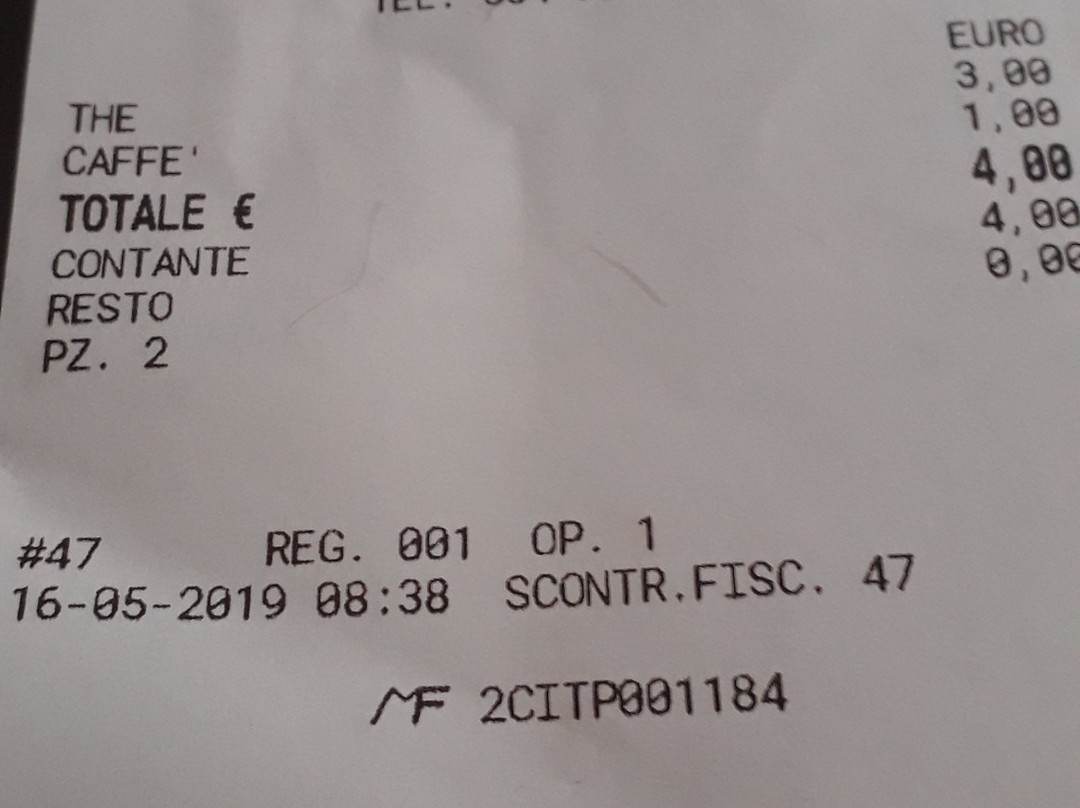 EURO
THE 3,00
CAFFE' 1,00
TOTALE € 4,00
CONTANTE 4,00
RESTO 0,00
PZ. 2
#47 REG. 001 OP. 1
16-05-2019 08:38 SCONTR.FISC. 47
MF 2CITP001184